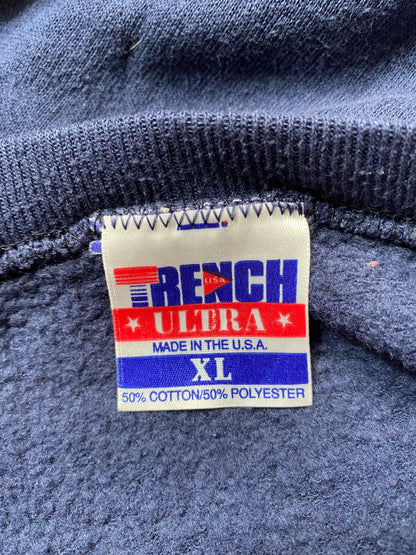 TRENCH
USA
ULTRA
MADE IN THE U.S.A.
XL
50% COTTON/50% POLYESTER